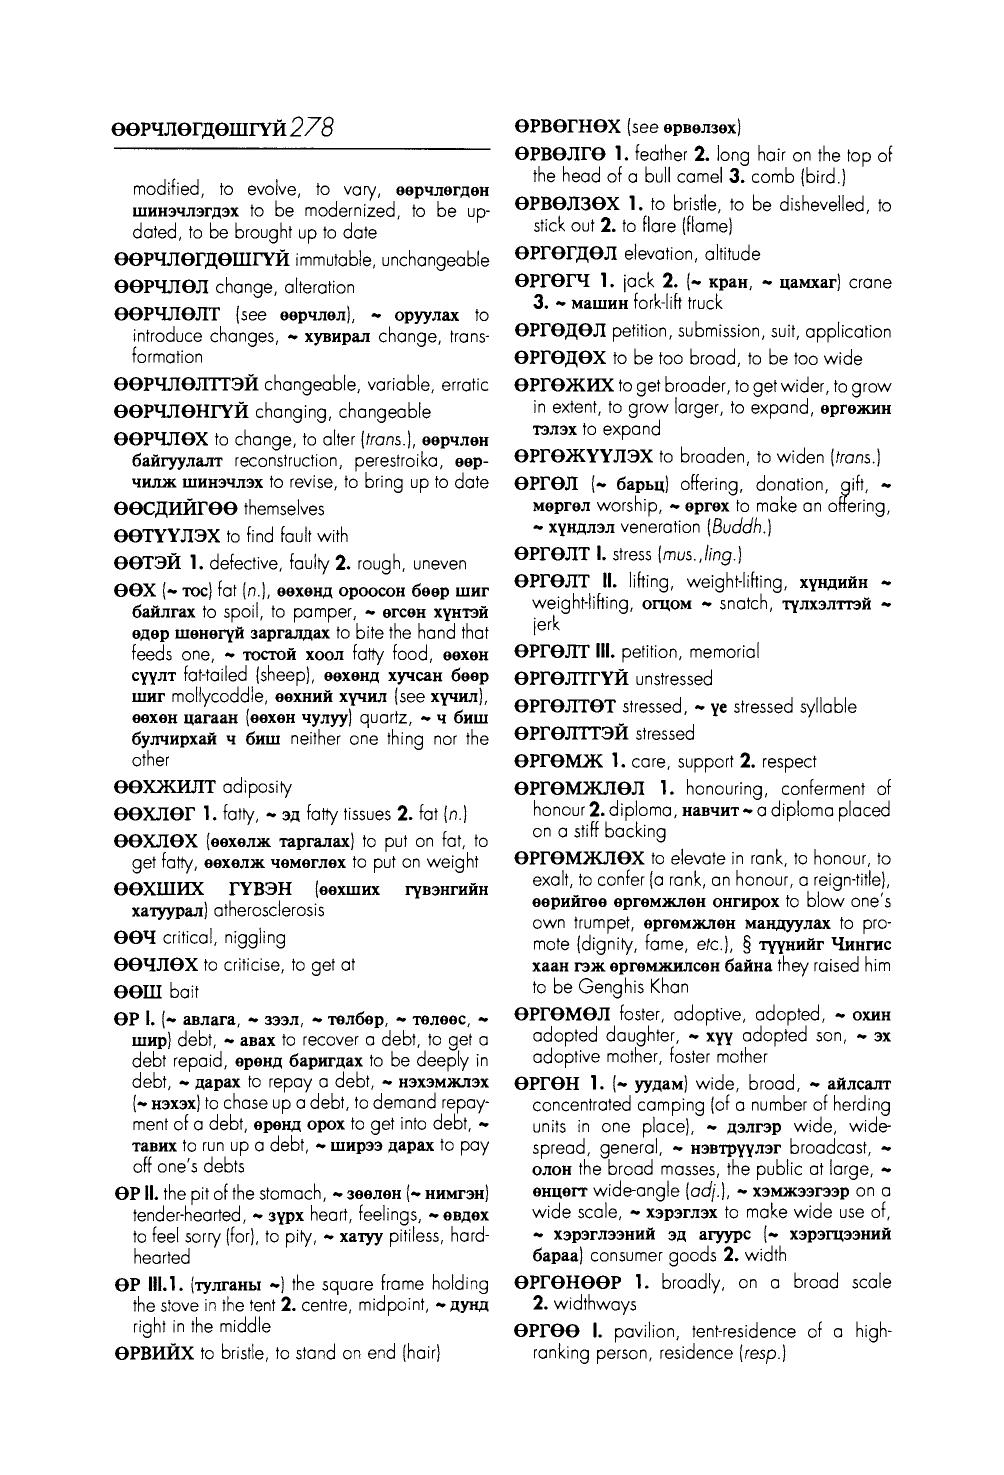 ӨӨРЧЛӨГДӨШГҮЙ 278
modified, to evolve, to vary, өөрчлөгдөн
шинэчлэгдэх to be modernized, to be up-
dated, to be brought up to date
ӨӨРЧЛӨГДӨШГҮЙ immutable, unchangeable
ӨӨРЧЛӨЛ change, alteration
ӨӨРЧЛӨЛТ (see өөрчлөл), ~ оруулах to
introduce changes, ~ хувирал change, trans-
formation
ӨӨРЧЛӨЛТТЭЙ changeable, variable, erratic
ӨӨРЧЛӨНГҮЙ changing, changeable
ӨӨРЧЛӨХ to change, to alter (trans.), өөрчлөн
байгуулалт reconstruction, perestroika, өөр-
чилж шинэчлэх to revise, to bring up to date
ӨӨСДИЙГӨӨ themselves
ӨӨТҮҮЛЭХ to find fault with
ӨӨТЭЙ 1. defective, faulty 2. rough, uneven
ӨӨХ (~ тос) fat (n.), өөхөнд ороосон бөөр шиг
байлгах to spoil, to pamper, ~ өгсөн хүнтэй
өдөр шөнөгүй заргалдах to bite the hand that
feeds one, ~ тостой хоол fatty food, өөхөн
сүүлт fat-tailed (sheep), өөхөнд хучсан бөөр
шиг mollycoddle, өөхний хүчил (see хүчил),
өөхөн цагаан (өөхөн чулуу) quartz, ~ ч биш
булчирхай ч биш neither one thing nor the
other
ӨӨХЖИЛТ adiposity
ӨӨХЛӨГ 1. fatty, ~ эд fatty tissues 2. fat (n.)
ӨӨХЛӨХ (өөхөлж таргалах) to put on fat, to
get fatty, өөхөлж чөмөглөх to put on weight
ӨӨХШИХ ГҮВЭН (өөхших гүвэнгийн
хатуурал) atherosclerosis
ӨӨЧ critical, niggling
ӨӨЧЛӨХ to criticise, to get at
ӨӨШ bait
ӨР I. (~ авлага, ~ зээл, ~ төлбөр, ~ төлөөс, ~
шир) debt, ~ авах to recover a debt, to get a
debt repaid, өрөнд баригдах to be deeply in
debt, ~ дарах to repay a debt, ~ нэхэмжлэх
(~ нэхэх) to chase up a debt, to demand repay-
ment of a debt, өрөнд орох to get into debt, ~
тавих to run up a debt, ~ ширээ дарах to pay
off one's debts
ӨР II. the pit of the stomach, ~ зөөлөн (~ нимгэн)
tender-hearted, ~ зүрх heart, feelings, ~ өвдөх
to feel sorry (for), to pity, ~ хатуу pitiless, hard-
hearted
ӨР III.1. (тулганы ~) the square frame holding
the stove in the tent 2. centre, midpoint, ~ дунд
right in the middle
ӨРВИЙХ to bristle, to stand on end (hair)
ӨРВӨГНӨХ (see өрвөлзөх)
ӨРВӨЛГӨ 1. feather 2. long hair on the top of
the head of a bull camel 3. comb (bird.)
ӨРВӨЛЗӨХ 1. to bristle, to be dishevelled, to
stick out 2. to flare (flame)
ӨРГӨГДӨЛ elevation, altitude
ӨРГӨГЧ 1. jack 2. (~ кран, ~ цамхаг) crane
3. ~ машин fork-lift truck
ӨРГӨДӨЛ petition, submission, suit, application
ӨРГӨДӨХ to be too broad, to be too wide
ӨРГӨЖИХ to get broader, to get wider, to grow
in extent, to grow larger, to expand, өргөжин
тэлэх to expand
ӨРГӨЖҮҮЛЭХ to broaden, to widen (trans.)
ӨРГӨЛ (~ барьц) offering, donation, gift, ~
мөргөл worship, ~ өргөх to make an offering,
~ хүндлэл veneration (Buddh.)
ӨРГӨЛТ I. stress (mus.,ling.)
ӨРГӨЛТ II. lifting, weight-lifting, хүндийн ~
weight-lifting, огцом ~ snatch, түлхэлттэй ~
jerk
ӨРГӨЛТ III. petition, memorial
ӨРГӨЛТГҮЙ unstressed
ӨРГӨЛТӨТ stressed, ~ үе stressed syllable
ӨРГӨЛТТЭЙ stressed
ӨРГӨМЖ 1. care, support 2. respect
ӨРГӨМЖЛӨЛ 1. honouring, conferment of
honour 2. diploma, навчит ~ a diploma placed
on a stiff backing
ӨРГӨМЖЛӨХ to elevate in rank, to honour, to
exalt, to confer (a rank, an honour, a reign-title),
өөрийгөө өргөмжлөн онгирох to blow one's
own trumpet, өргөмжлөн мандуулах to pro-
mote (dignity, fame, etc.), § түүнийг Чингис
хаан гэж өргөмжилсөн байна they raised him
to be Genghis Khan
ӨРГӨМӨЛ foster, adoptive, adopted, ~ охин
adopted daughter, ~ хүү adopted son, ~ эх
adoptive mother, foster mother
ӨРГӨН 1. (~ уудам) wide, broad, ~ айлсалт
concentrated camping (of a number of herding
units in one place), ~ дэлгэр wide, wide-
spread, general, ~ нэвтрүүлэг broadcast, ~
олон the broad masses, the public at large, ~
өнцөгт wide-angle (adj.), ~ хэмжээгээр on a
wide scale, ~ хэрэглэх to make wide use of,
~ хэрэглээний эд агуурс (~ хэрэгцээний
бараа) consumer goods 2. width
ӨРГӨНӨӨР 1. broadly, on a broad scale
2. widthways
ӨРГӨӨ I. pavilion, tent-residence of a high-
ranking person, residence (resp.)